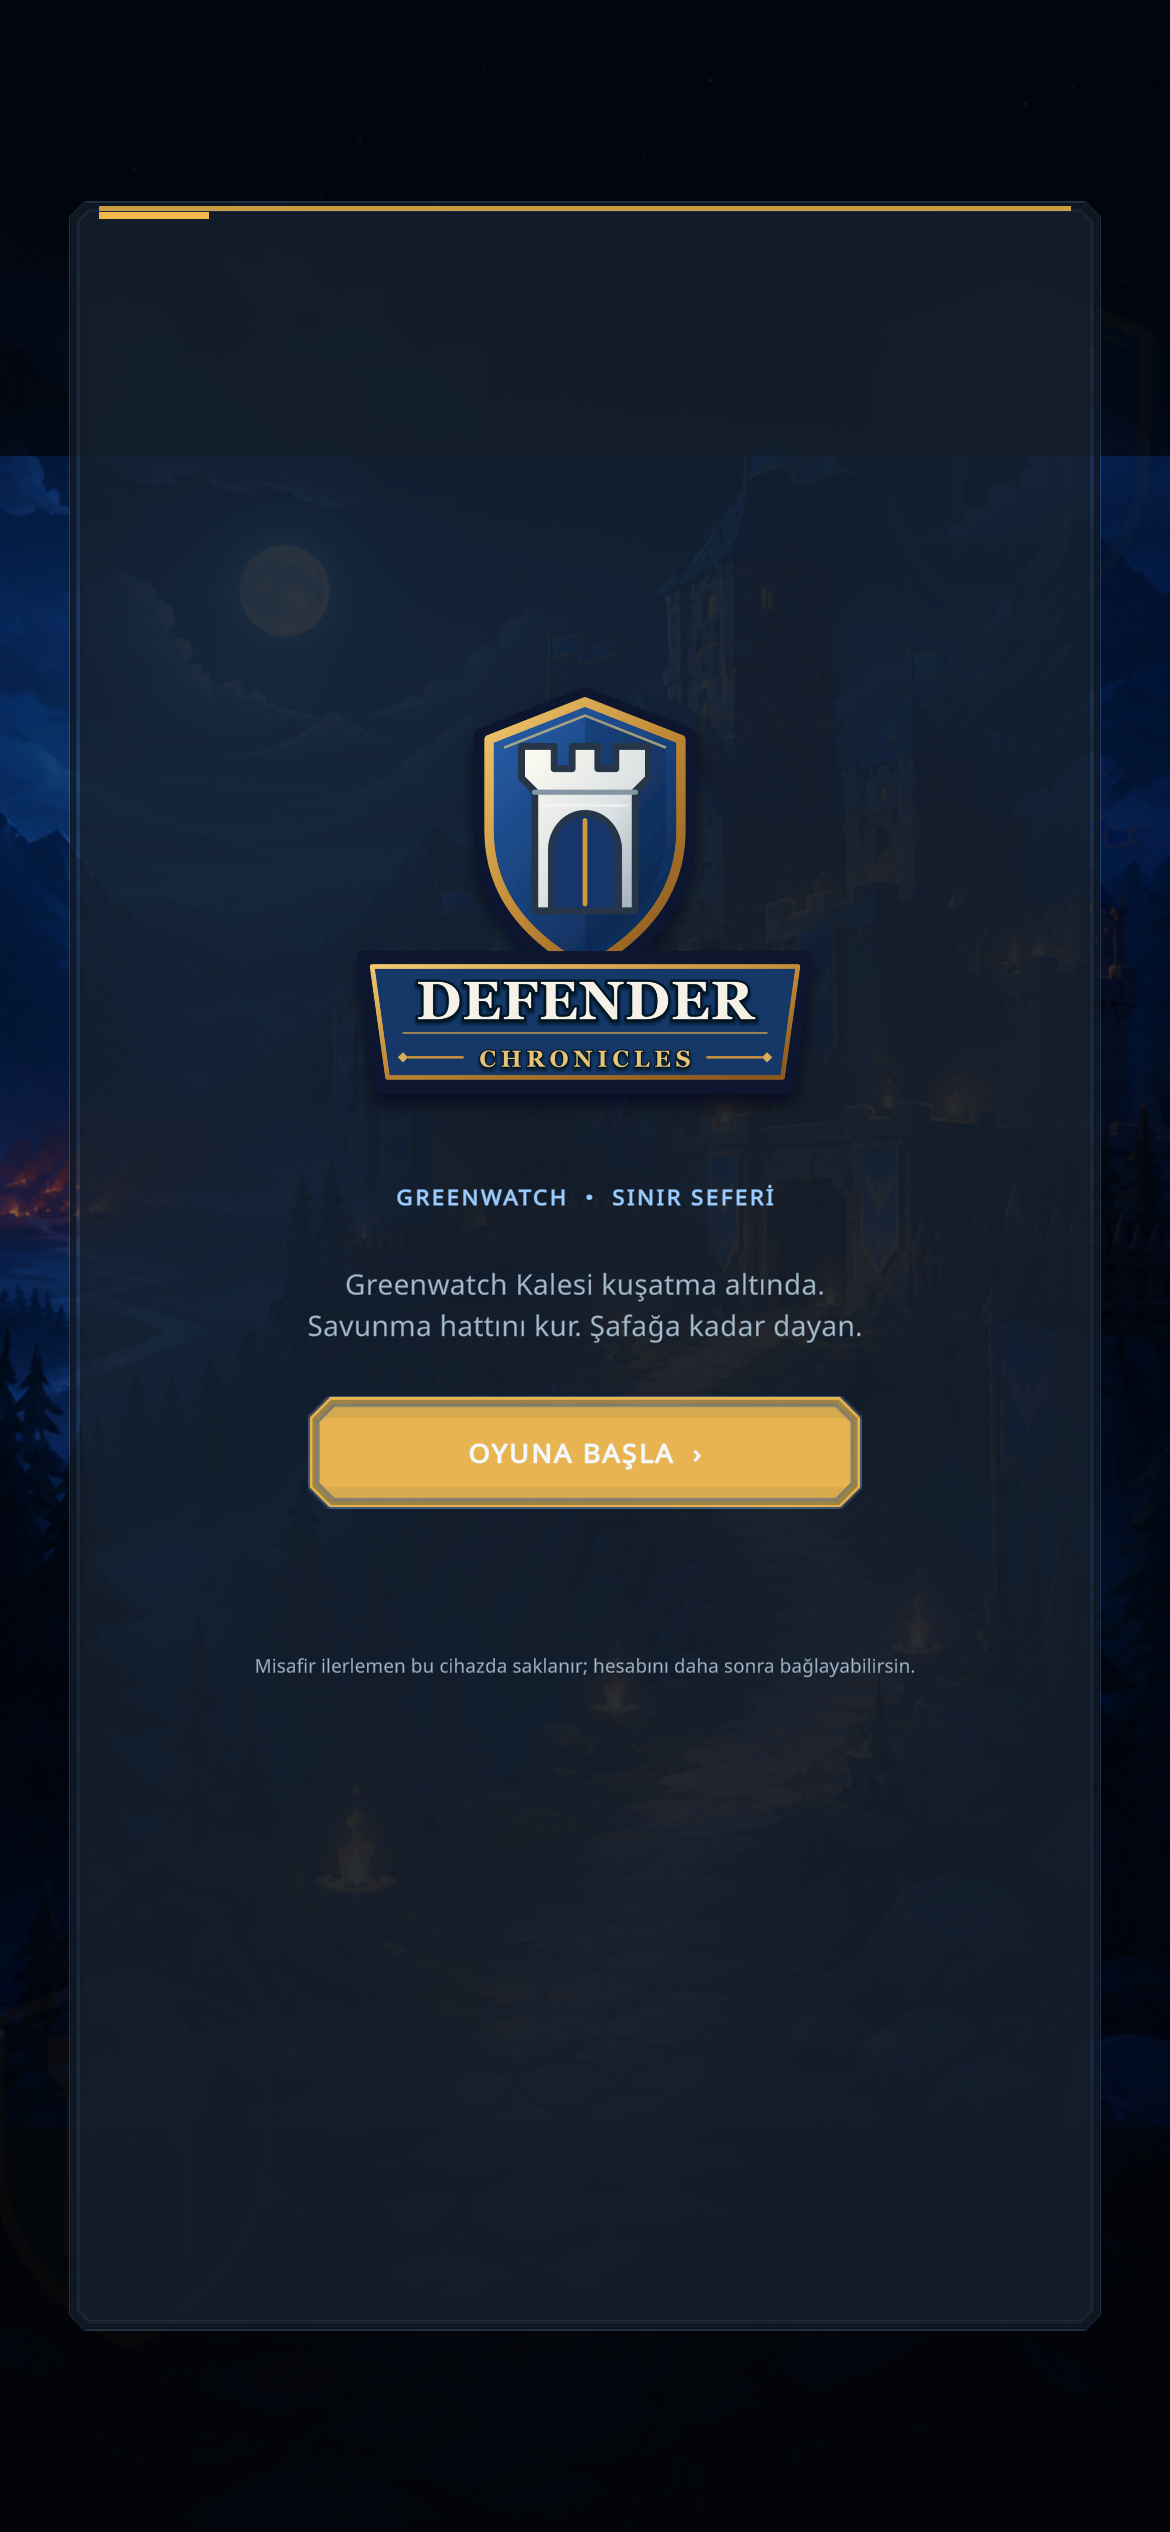 DEFENDER
CHRONICLES
GREENWATCH • SINIR SEFERİ
Greenwatch Kalesi kuşatma altında.
Savunma hattını kur. Şafağa kadar dayan.
OYUNA BAŞLA ›
Misafir ilerlemen bu cihazda saklanır; hesabını daha sonra bağlayabilirsin.